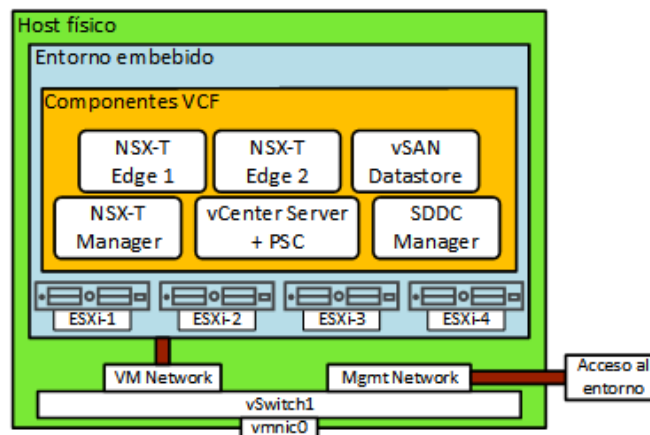 Host físico
Entorno embebido
Componentes VCF
NSX-T
Edge 1
NSX-T
Edge 2
vSAN
Datastore
NSX-T
Manager
vCenter Server
+ PSC
SDDC
Manager
ESXi-1
ESXi-2
ESXi-3
ESXi-4
VM Network
Mgmt Network
Acceso al
entorno
vSwitch1
vmnic0